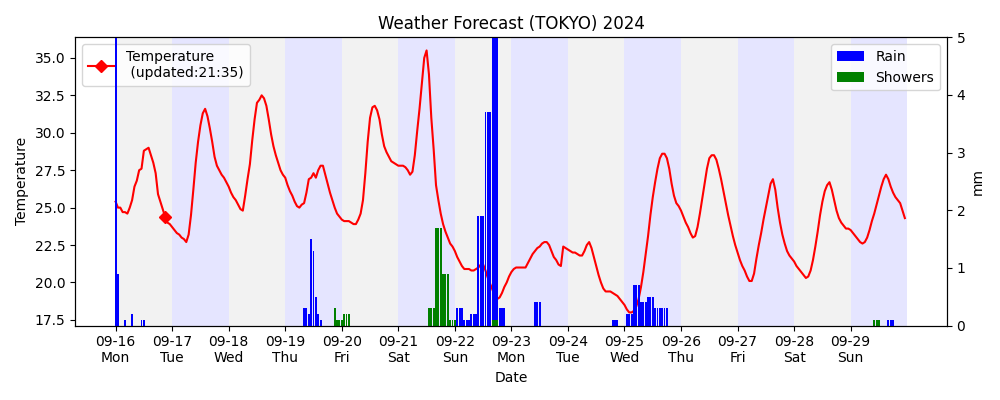 Weather Forecast (TOKYO) 2024
Temperature
(updated:21:35)
Rain
Showers
35.0
32.5
30.0
27.5
25.0
22.5
20.0
17.5
Temperature
5
4
3
2
1
0
mm
09-16 09-17 09-18 09-19 09-20 09-21 09-22 09-23 09-24 09-25 09-26 09-27 09-28 09-29
Mon Tue Wed Thu Fri Sat Sun Mon Tue Wed Thu Fri Sat Sun
Date